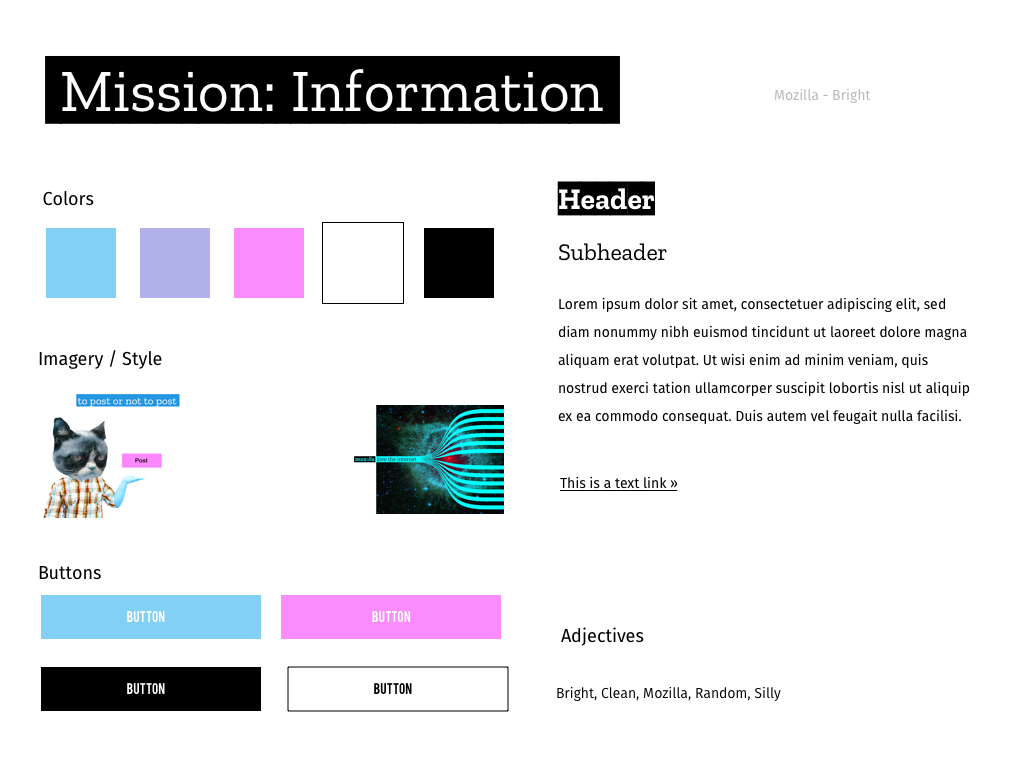 Mission: Information
Mozilla - Bright
Colors
Imagery / Style
to post or not to post
Post
mozilla love the internet
Buttons
BUTTON
BUTTON
BUTTON
BUTTON
Header
Subheader
Lorem ipsum dolor sit amet, consectetuer adipiscing elit, sed
diam nonummy nibh euismod tincidunt ut laoreet dolore magna
aliquam erat volutpat. Ut wisi enim ad minim veniam, quis
nostrud exerci tation ullamcorper suscipit lobortis nisl ut aliquip
ex ea commodo consequat. Duis autem vel feugait nulla facilisi.
This is a text link »
Adjectives
Bright, Clean, Mozilla, Random, Silly